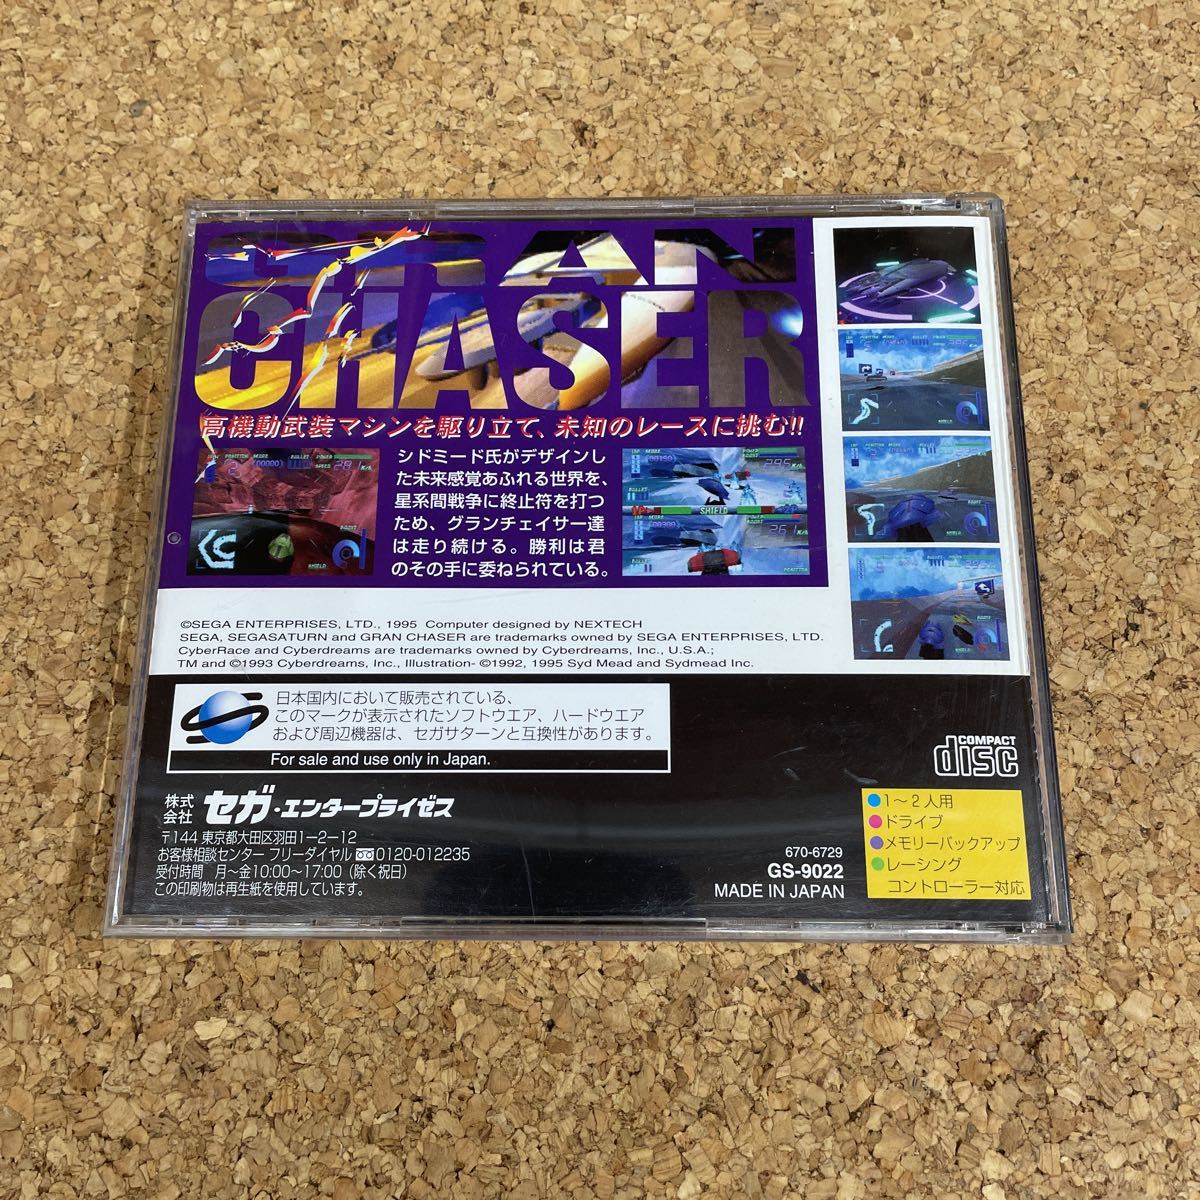 GRAN
CHASER
高機動武装マシンを駆り立て、未知のレースに挑む!!
シドミード氏がデザインし
た未来感覚あふれる世界を、
星系間戦争に終止符を打つ
ため、グランチェイサー達
は走り続ける。勝利は君
のその手に委ねられている。
SHIELD
©SEGA ENTERPRISES, LTD., 1995 Computer designed by NEXTECH
SEGA, SEGASATURN and GRAN CHASER are trademarks owned by SEGA ENTERPRISES, LTD.
CyberRace and Cyberdreams are trademarks owned by Cyberdreams, Inc., U.S.A.;
TM and ©1993 Cyberdreams, Inc., Illustration- ©1992, 1995 Syd Mead and Sydmead Inc.
日本国内において販売されている、
このマークが表示されたソフトウエア、ハードウエア
および周辺機器は、セガサターンと互換性があります。
For sale and use only in Japan.
COMPACT
disc
株式会社 セガ・エンタープライゼス
〒144 東京都大田区羽田1-2-12
お客様相談センター フリーダイヤル 0120-012235
受付時間 月~金10:00~17:00 (除く祝日)
この印刷物は再生紙を使用しています。
670-6729
GS-9022
MADE IN JAPAN
●1~2人用
●ドライブ
●メモリーバックアップ
●レーシング
コントローラー対応